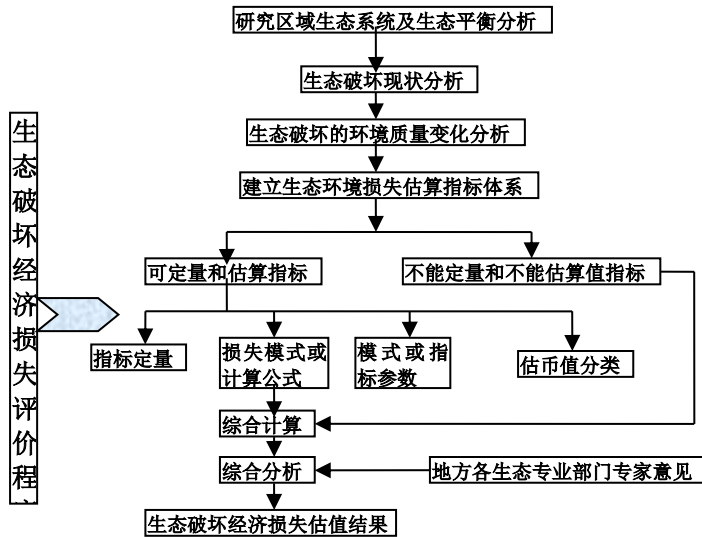 研究区域生态系统及生态平衡分析
生态破坏现状分析
生态破坏的环境质量变化分析
建立生态环境损失估算指标体系
可定量和估算指标
不能定量和不能估算值指标
指标定量
损失模式或
计算公式
模式或指
标参数
估币值分类
综合计算
综合分析
地方各生态专业部门专家意见
生态破坏经济损失估值结果
生态破坏经济损失评价程